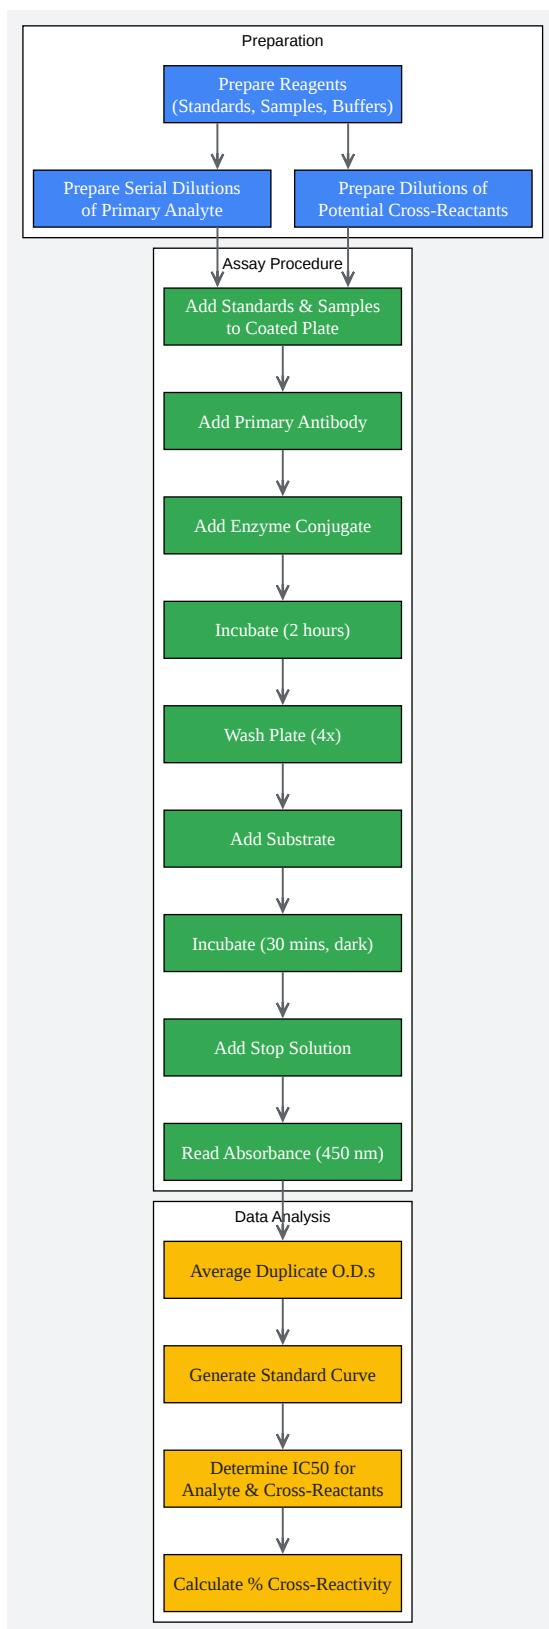 Preparation
Prepare Reagents
(Standards, Samples, Buffers)
Prepare Serial Dilutions
of Primary Analyte
Prepare Dilutions of
Potential Cross-Reactants
Assay Procedure
Add Standards & Samples
to Coated Plate
Add Primary Antibody
Add Enzyme Conjugate
Incubate (2 hours)
Wash Plate (4x)
Add Substrate
Incubate (30 mins, dark)
Add Stop Solution
Read Absorbance (450 nm)
Data Analysis
Average Duplicate O.D.s
Generate Standard Curve
Determine IC50 for
Analyte & Cross-Reactants
Calculate % Cross-Reactivity